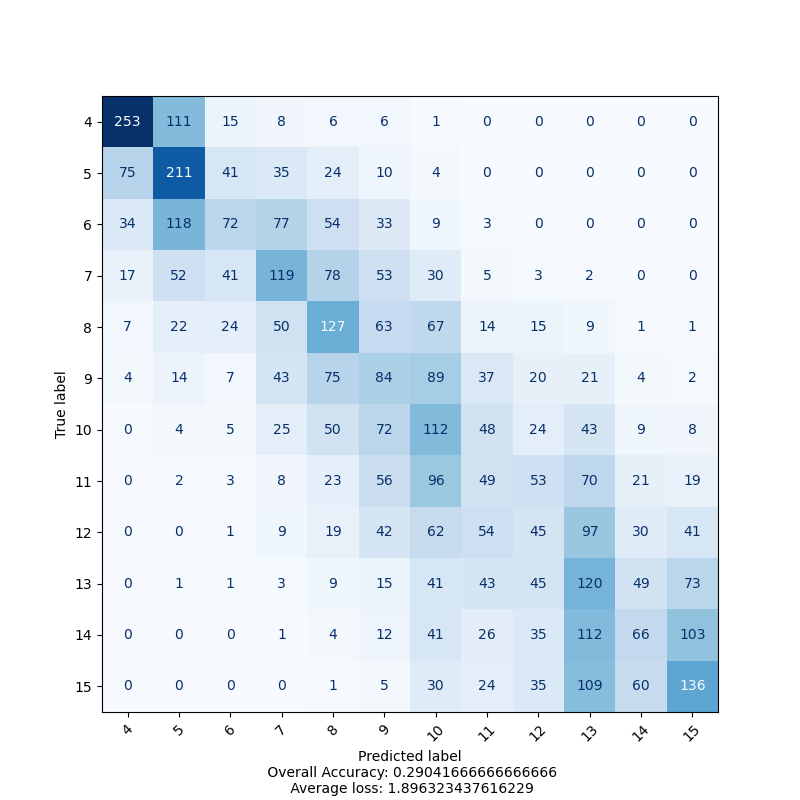 4 253 111 15 8 6 6 1 0 0 0 0 0
5 75 211 41 35 24 10 4 0 0 0 0 0
6 34 118 72 77 54 33 9 3 0 0 0 0
7 17 52 41 119 78 53 30 5 3 2 0 0
8 7 22 24 50 127 63 67 14 15 9 1 1
9 4 14 7 43 75 84 89 37 20 21 4 2
True label
10 0 4 5 25 50 72 112 48 24 43 9 8
11 0 2 3 8 23 56 96 49 53 70 21 19
12 0 0 1 9 19 42 62 54 45 97 30 41
13 0 1 1 3 9 15 41 43 45 120 49 73
14 0 0 0 1 4 12 41 26 35 112 66 103
15 0 0 0 0 1 5 30 24 35 109 60 136
4 5 6 7 8 9 10 11 12 13 14 15
Predicted label
Overall Accuracy: 0.29041666666666666
Average loss: 1.896323437616229